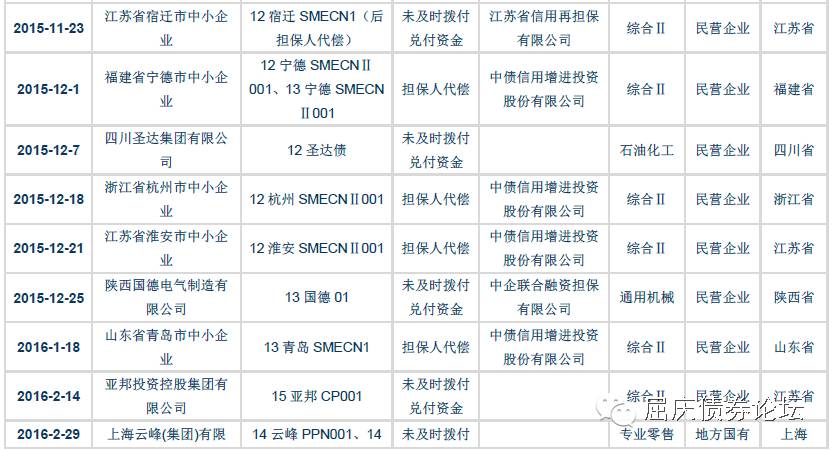 2015-11-23 江苏省宿迁市中小企业 12 宿迁 SMECN1（后担保人代偿） 未及时拨付兑付资金 江苏省信用再担保有限公司 综合Ⅱ 民营企业 江苏省
2015-12-1 福建省宁德市中小企业 12 宁德 SMECNⅡ001、13 宁德 SMECNⅡ001 担保人代偿 中债信用增进投资股份有限公司 综合Ⅱ 民营企业 福建省
2015-12-7 四川圣达集团有限公司 12 圣达债 未及时拨付兑付资金 石油化工 民营企业 四川省
2015-12-18 浙江省杭州市中小企业 12 杭州 SMECNⅡ001 担保人代偿 中债信用增进投资股份有限公司 综合Ⅱ 民营企业 浙江省
2015-12-21 江苏省淮安市中小企业 12 淮安 SMECNⅡ001 担保人代偿 中债信用增进投资股份有限公司 综合Ⅱ 民营企业 江苏省
2015-12-25 陕西国德电气制造有限公司 13 国德 01 未及时拨付兑付资金 中企联合融资担保有限公司 通用机械 民营企业 陕西省
2016-1-18 山东省青岛市中小企业 13 青岛 SMECN1 担保人代偿 中债信用增进投资股份有限公司 综合Ⅱ 民营企业 山东省
2016-2-14 亚邦投资控股集团有限公司 15 亚邦 CP001 未及时拨付兑付资金 综合Ⅱ 民营企业 江苏省
2016-2-29 上海云峰(集团)有限 14 云峰 PPN001、14 未及时拨付 专业零售 地方国有 上海
屈庆债券论坛